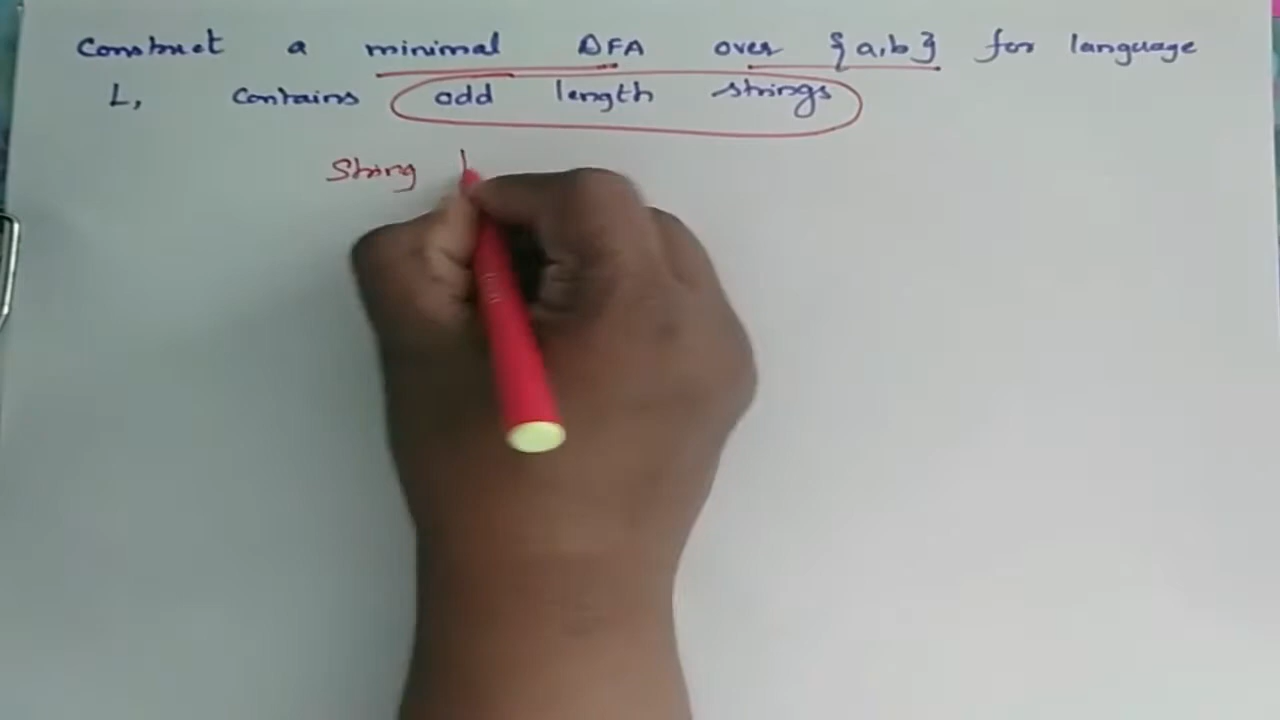 Construct a minimal DFA over {a,b} for language
L, contains odd length strings
String